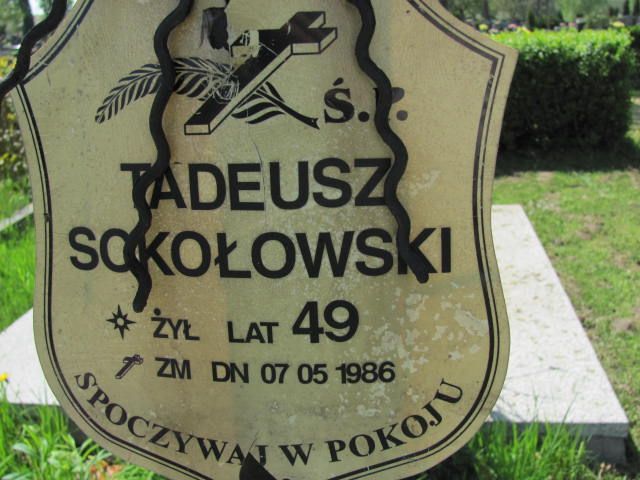 Ś.P.
TADEUSZ
SOKOŁOWSKI
ŻYŁ LAT 49
ZM DN 07 05 1986
SPOCZYWAJ W POKOJU